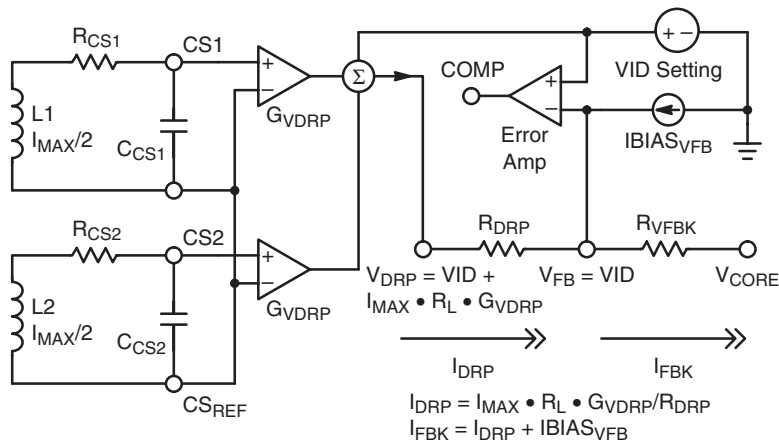 R_CS1
CS1
+
−
L1
I_MAX/2
C_CS1
G_VDRP
Σ
COMP
+
−
Error
Amp
+ −
VID Setting
IBIAS_VFB
R_CS2
CS2
+
−
L2
I_MAX/2
C_CS2
G_VDRP
CS_REF
R_DRP
R_VFBK
V_DRP = VID +
I_MAX • R_L • G_VDRP
V_FB = VID
V_CORE
I_DRP
I_FBK
I_DRP = I_MAX • R_L • G_VDRP/R_DRP
I_FBK = I_DRP + IBIAS_VFB